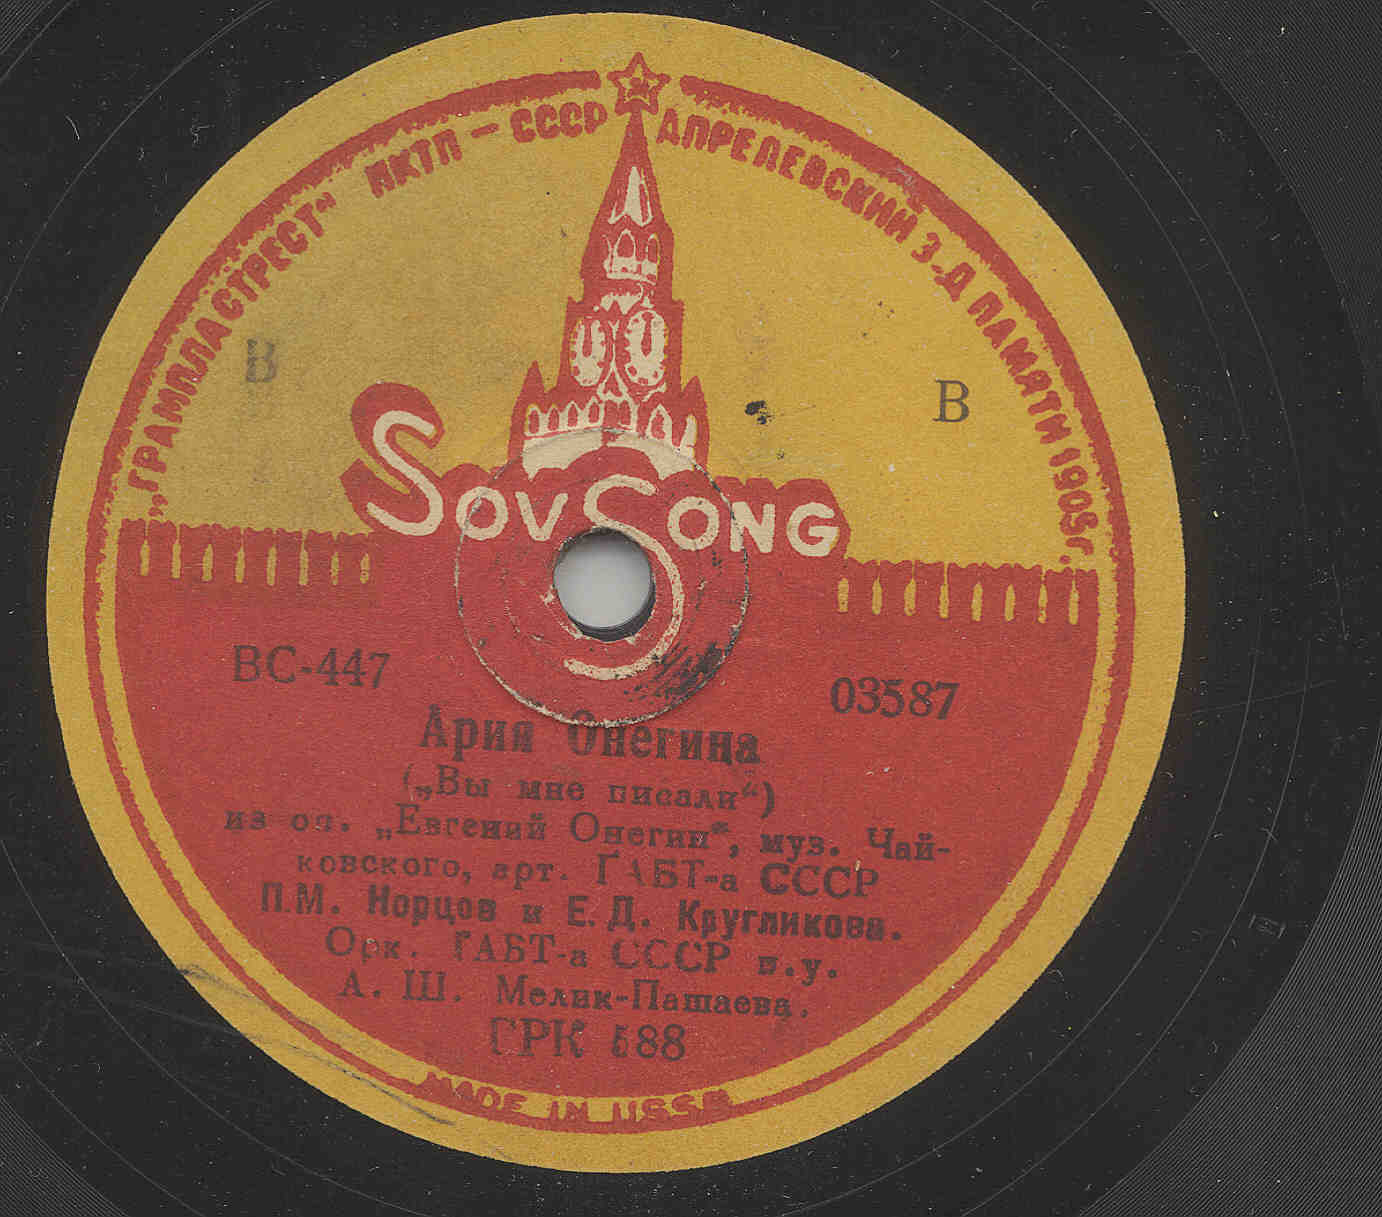 „ГРАМПЛАСТРЕСТ“ НКТП — СССР АПРЕЛЕВСКИЙ З-Д ПАМЯТИ 1905г.
В
В
SovSong
ВС-447
03587
Ария Онегина
(„Вы мне писали“)
из оп. „Евгений Онегин“, муз. Чай-
ковского, арт. ГАБТ-а СССР
П.М. Норцов и Е. Д. Кругликова.
Орк. ГАБТ-а СССР п.у.
А. Ш. Мелик-Пашаева.
ГРК 588
MADE IN USSR